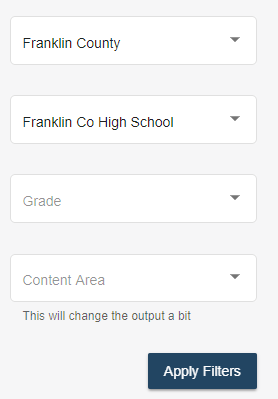 Franklin County
Franklin Co High School
Grade
Content Area
This will change the output a bit
Apply Filters